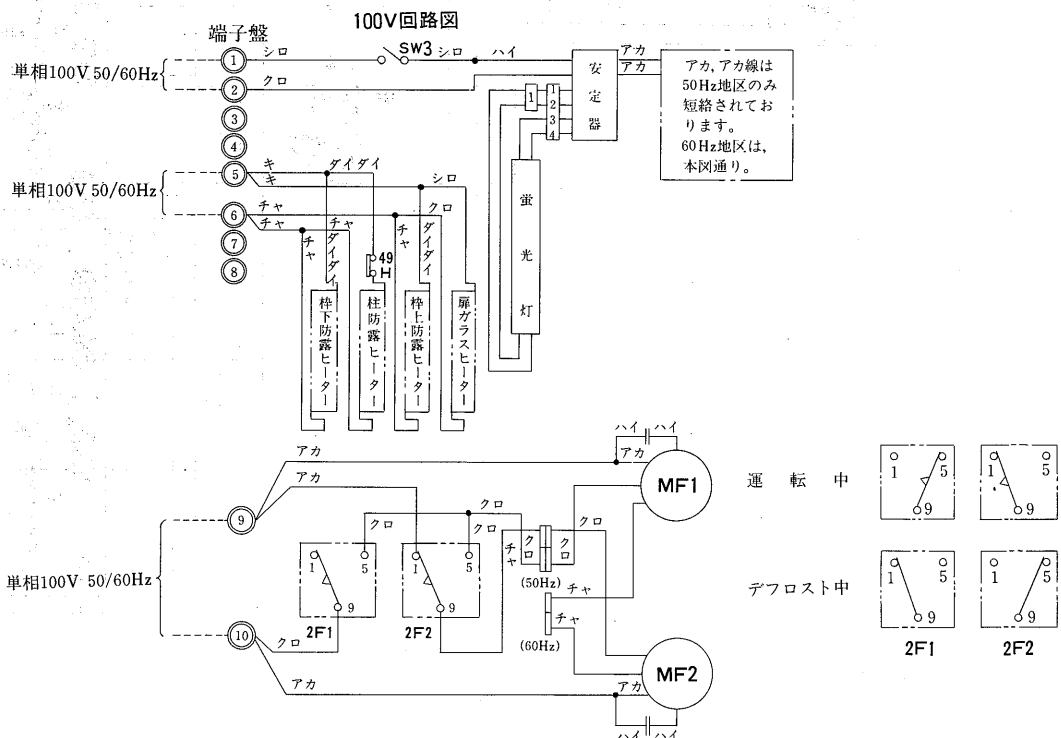 100V回路図
端子盤
単相100V 50/60Hz
①
②
③
④
単相100V 50/60Hz
⑤
⑥
⑦
⑧
シロ
SW3
シロ
ハイ
クロ
安定器
アカ
アカ
アカ,アカ線は
50Hz地区のみ
短絡されてお
ります。
60Hz地区は,
本図通り。
1
1
2
3
4
蛍光灯
キ
キ
ダイダイ
シロ
チャ
チャ
チャ
クロ
チャ
ダイダイ
チャ
ダイダイ
49
H
枠下防露ヒーター
柱防露ヒーター
枠上防露ヒーター
扉ガラスヒーター
単相100V 50/60Hz
⑨
⑩
アカ
アカ
クロ
アカ
クロ
クロ
クロ
1
5
9
2F1
1
5
9
2F2
チャ
クロ
クロ
クロ
(50Hz)
チャ
チャ
(60Hz)
ハイ
ハイ
アカ
MF1
MF2
アカ
ハイ
ハイ
運転中
1
5
9
1
5
9
デフロスト中
1
5
9
2F1
1
5
9
2F2